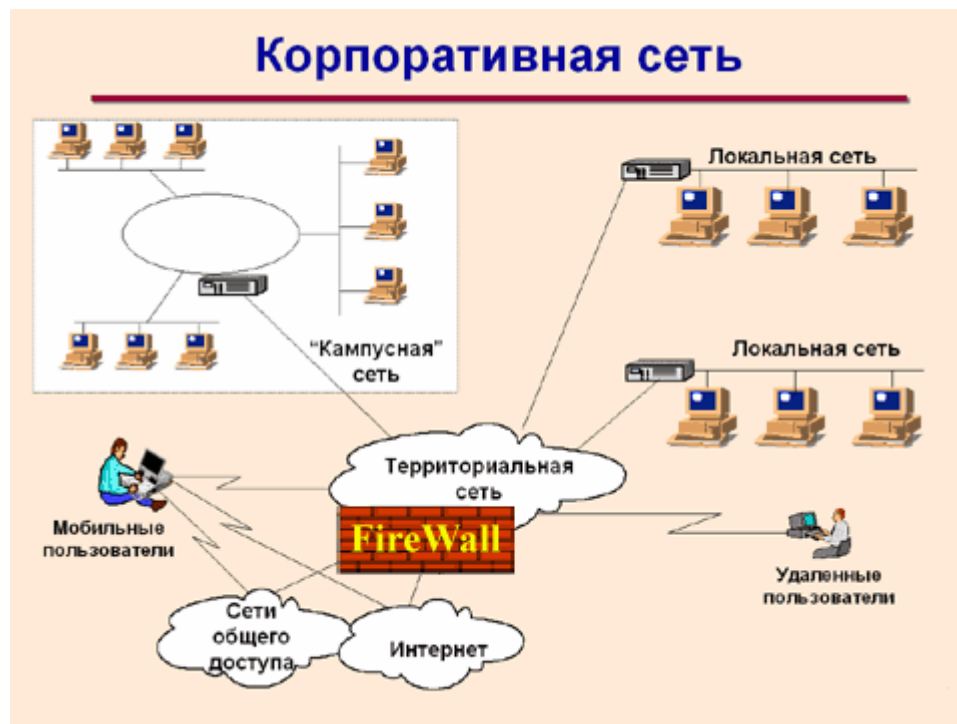 Корпоративная сеть
Локальная сеть
“Кампусная”
сеть
Локальная сеть
Территориальная
сеть
FireWall
Мобильные
пользователи
Удаленные
пользователи
Сети
общего
доступа
Интернет